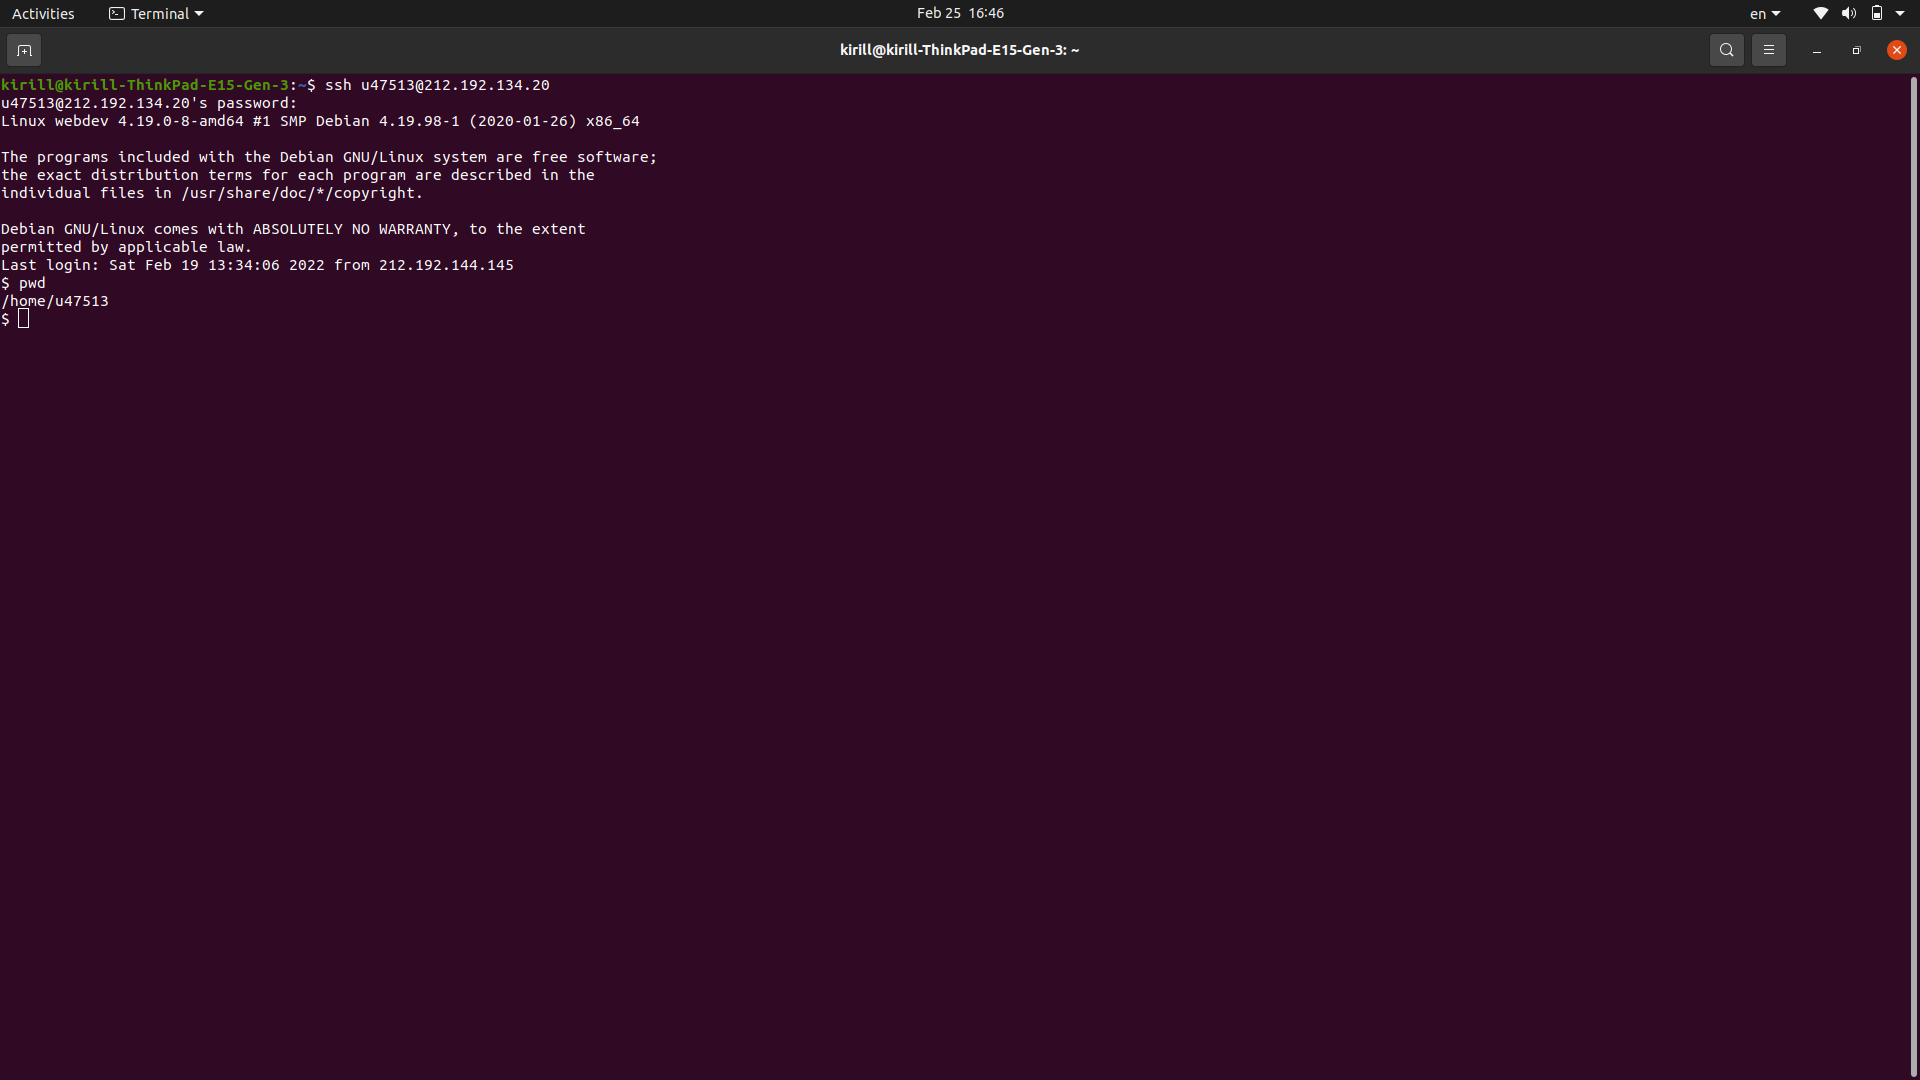 Activities Terminal Feb 25 16:46 en
kirill@kirill-ThinkPad-E15-Gen-3: ~
kirill@kirill-ThinkPad-E15-Gen-3:~$ ssh u47513@212.192.134.20
u47513@212.192.134.20's password:
Linux webdev 4.19.0-8-amd64 #1 SMP Debian 4.19.98-1 (2020-01-26) x86_64
The programs included with the Debian GNU/Linux system are free software;
the exact distribution terms for each program are described in the
individual files in /usr/share/doc/*/copyright.
Debian GNU/Linux comes with ABSOLUTELY NO WARRANTY, to the extent
permitted by applicable law.
Last login: Sat Feb 19 13:34:06 2022 from 212.192.144.145
$ pwd
/home/u47513
$